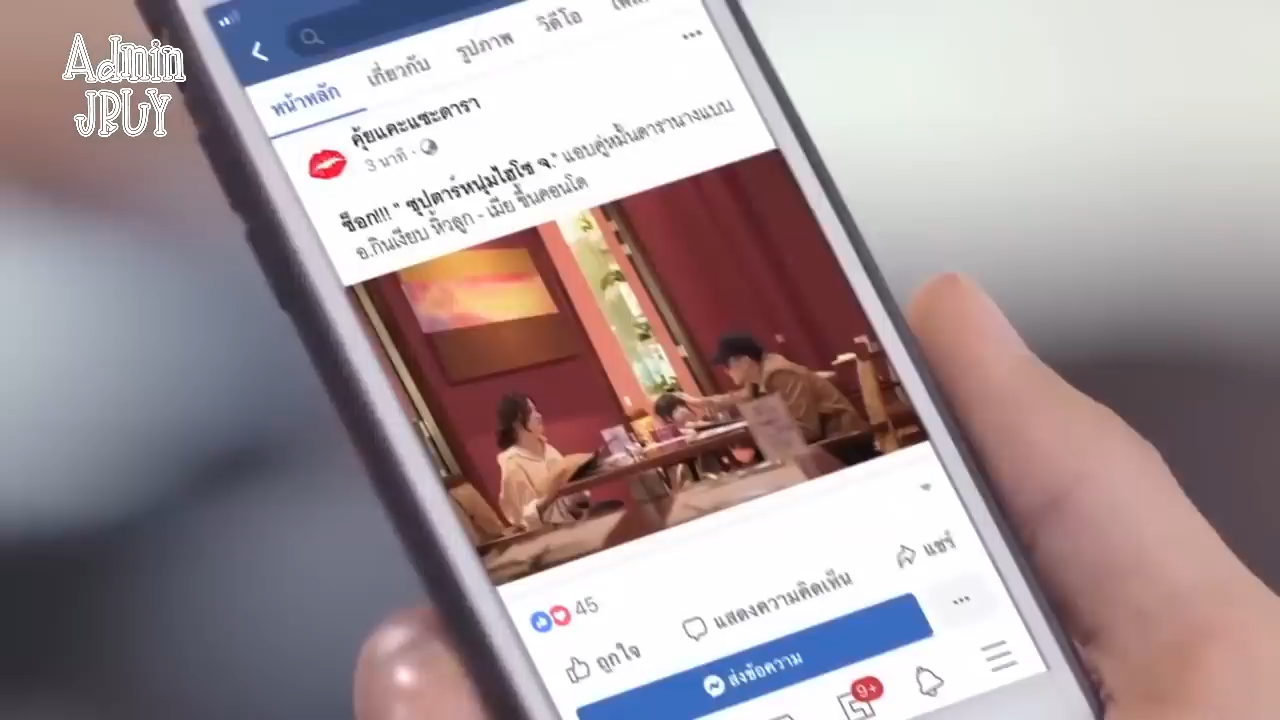 Admin
JPUY
หน้าหลัก เกี่ยวกับ รูปภาพ วิดีโอ
คุ้ยแคะแซะดารา
3 นาที
ช็อก!!! " ซุปตาร์หนุ่มไฮโซ จ." แอบคู่หมั้นดารานางแบบ
อ.กินเงียบ หิ้วลูก - เมีย ขึ้นคอนโด
45
ถูกใจ แสดงความคิดเห็น แชร์
ส่งข้อความ
9+